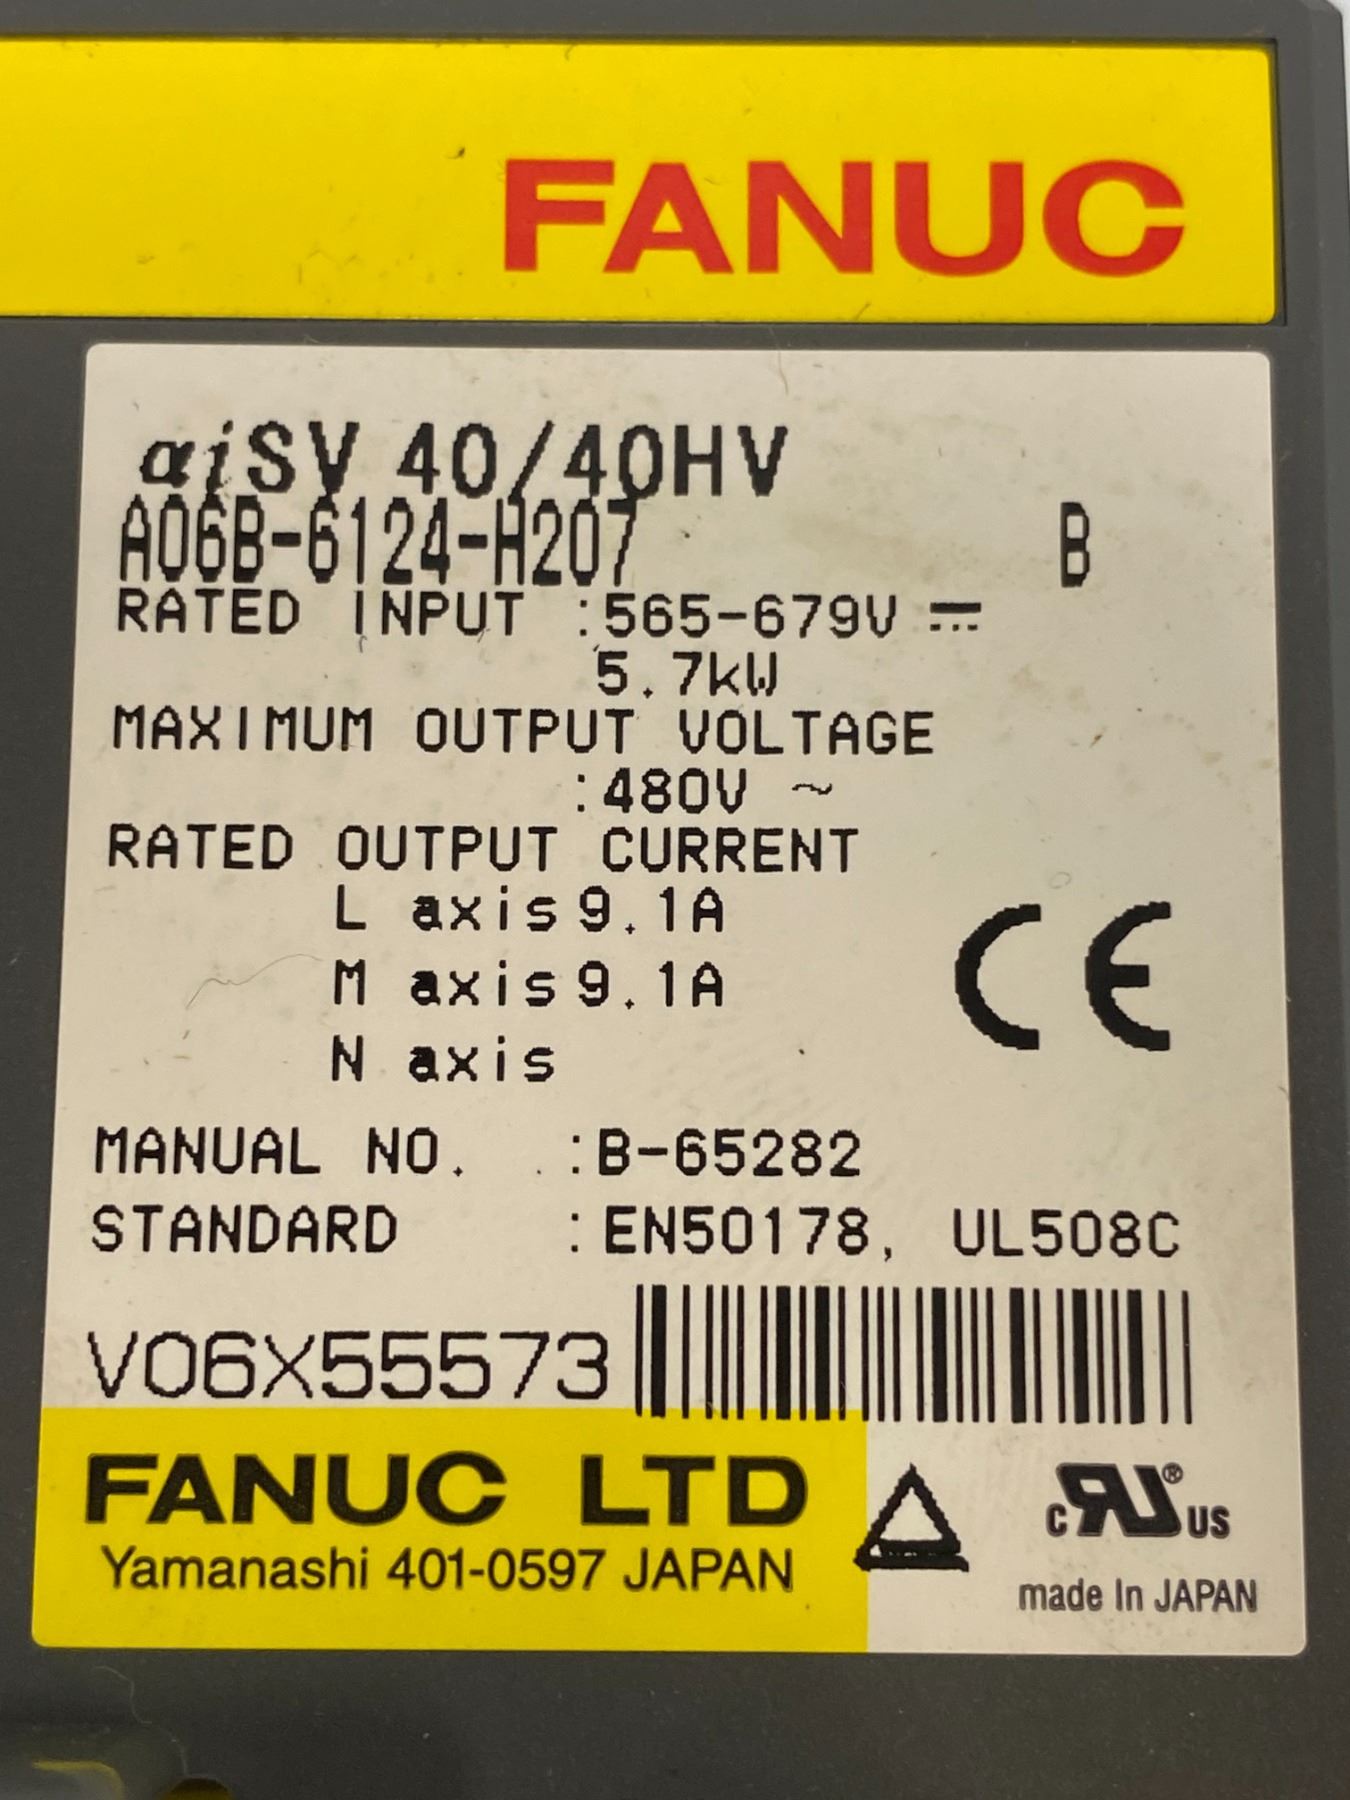 FANUC
αiSV 40/40HV
A06B-6124-H207 B
RATED INPUT :565-679V ⎓
5.7kW
MAXIMUM OUTPUT VOLTAGE
:480V ~
RATED OUTPUT CURRENT
L axis 9.1A
M axis 9.1A
N axis
CE
MANUAL NO. :B-65282
STANDARD :EN50178, UL508C
V06X55573
FANUC LTD
Yamanashi 401-0597 JAPAN
c RU ® US
made In JAPAN